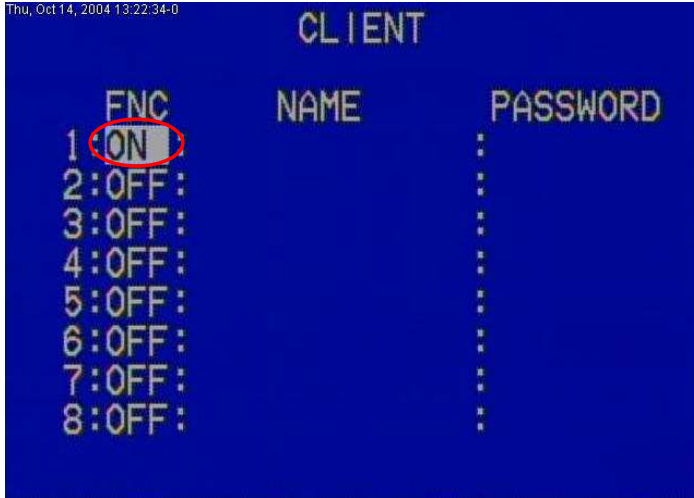 Thu, Oct 14, 2004 13:22:34-0
CLIENT
FNC NAME PASSWORD
1:ON : :
2:OFF: :
3:OFF: :
4:OFF: :
5:OFF: :
6:OFF: :
7:OFF: :
8:OFF: :